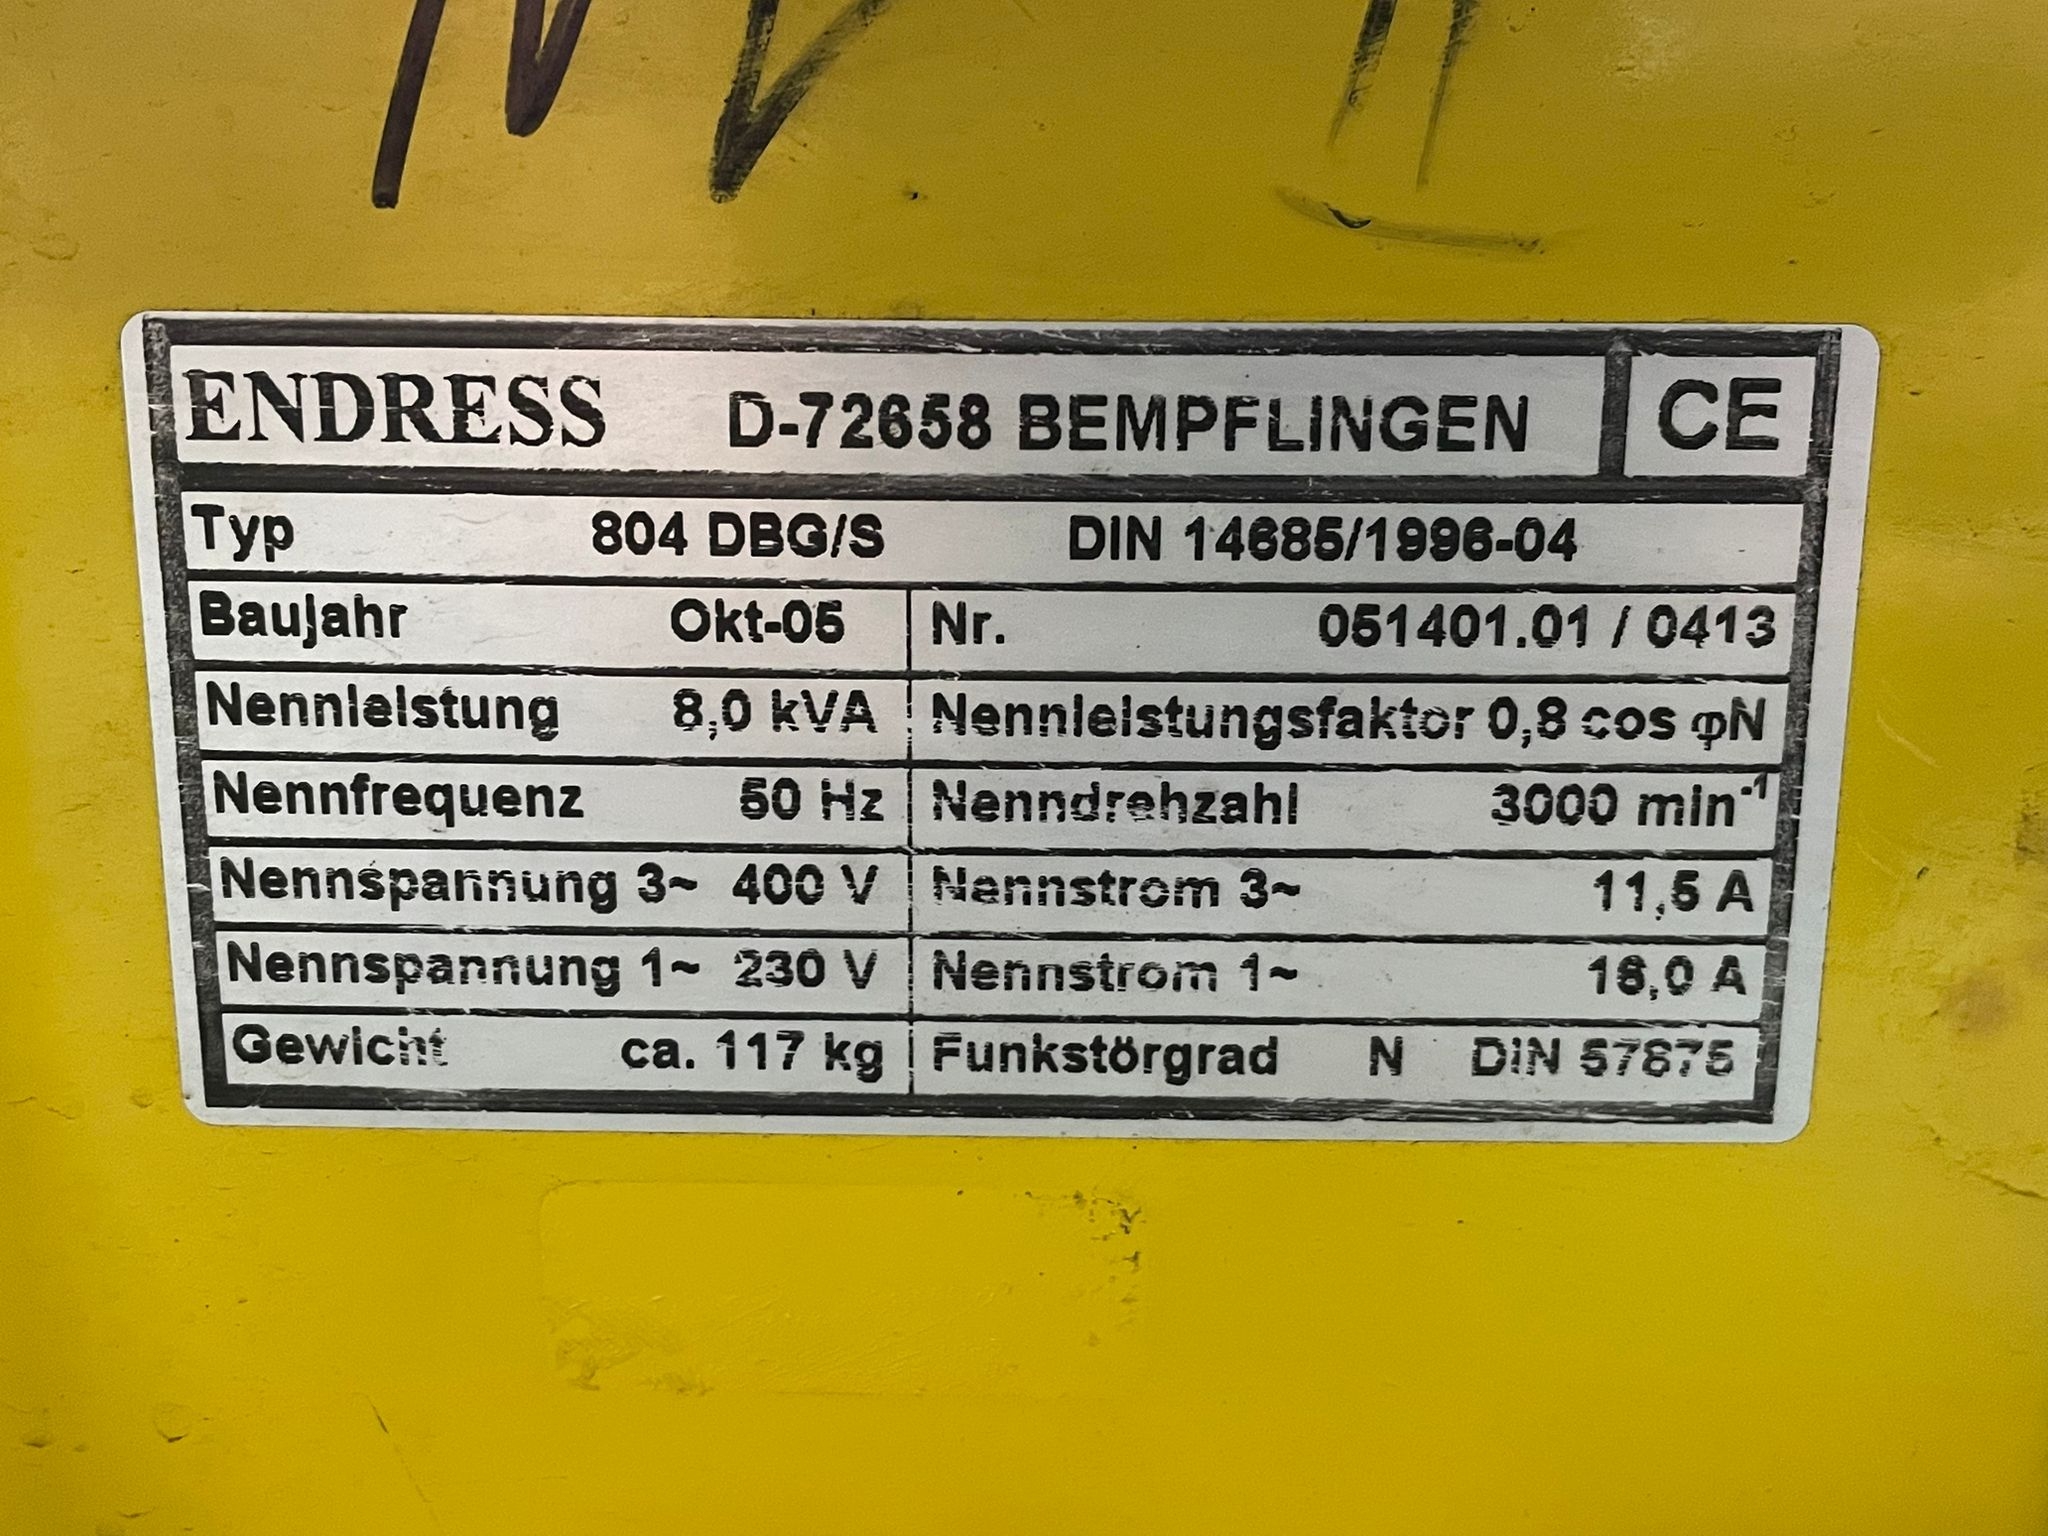 ENDRESS D-72658 BEMPFLINGEN CE
Typ 804 DBG/S DIN 14685/1996-04
Baujahr Okt-05 Nr. 051401.01 / 0413
Nennleistung 8,0 kVA Nennleistungsfaktor 0,8 cos φN
Nennfrequenz 50 Hz Nenndrehzahl 3000 min⁻¹
Nennspannung 3~ 400 V Nennstrom 3~ 11,5 A
Nennspannung 1~ 230 V Nennstrom 1~ 16,0 A
Gewicht ca. 117 kg Funkstörgrad N DIN 57875